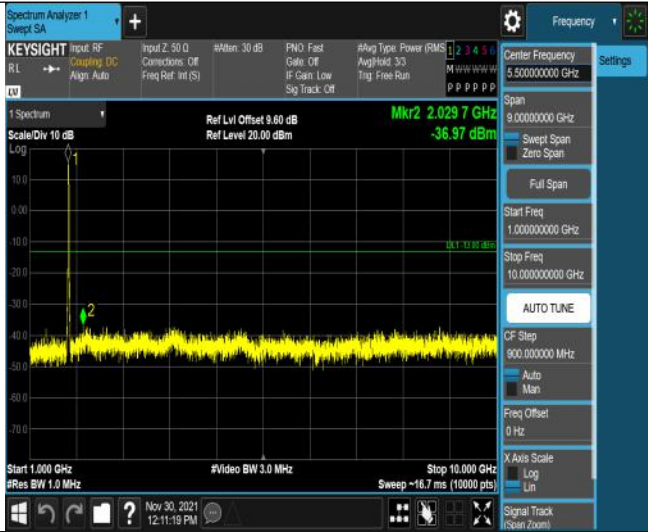 Spectrum Analyzer 1
Swept SA
+
Frequency
KEYSIGHT
RL
LV
Input: RF
Coupling: DC
Align: Auto
Input Z: 50 Ω
Corrections: Off
Freq Ref: Int (S)
#Atten: 30 dB
PNO: Fast
Gate: Off
IF Gain: Low
Sig Track: Off
#Avg Type: Power (RMS
Avg|Hold: 3/3
Trig: Free Run
1 2 3 4 5 6
M W W W W W
P P P P P P
Center Frequency
5.500000000 GHz
Settings
Span
9.00000000 GHz
Swept Span
Zero Span
Full Span
Start Freq
1.000000000 GHz
Stop Freq
10.000000000 GHz
AUTO TUNE
CF Step
900.000000 MHz
Auto
Man
Freq Offset
0 Hz
X Axis Scale
Log
Lin
Signal Track
(Span Zoom)
1 Spectrum
Scale/Div 10 dB
Log
Ref Lvl Offset 9.60 dB
Ref Level 20.00 dBm
Mkr2 2.029 7 GHz
-36.97 dBm
1
10.0
0.00
-10.0
DL1 -13.00 dBm
-20.0
-30.0
2
-40.0
-50.0
-60.0
-70.0
Start 1.000 GHz
#Res BW 1.0 MHz
#Video BW 3.0 MHz
Stop 10.000 GHz
Sweep ~16.7 ms (10000 pts)
?
Nov 30, 2021
12:11:19 PM